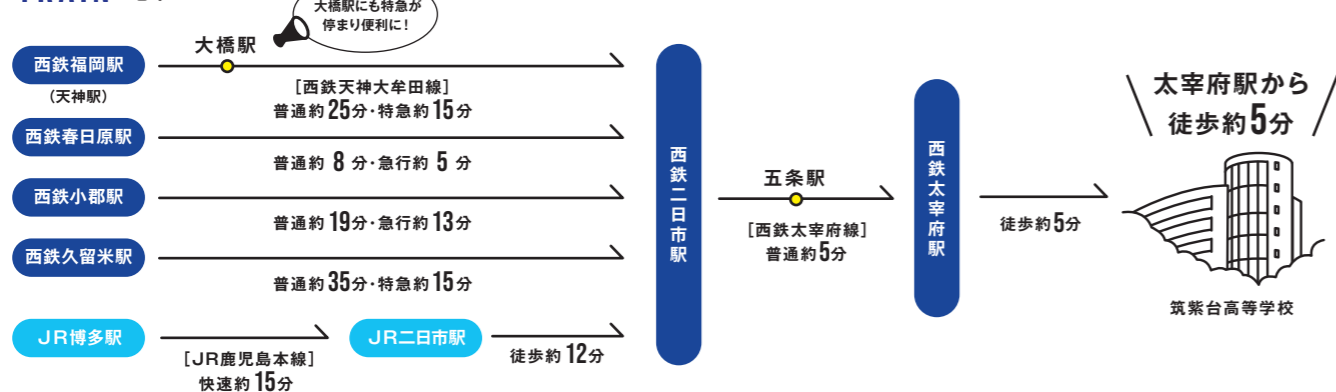 大橋駅にも特急が
停まり便利に!
大橋駅
西鉄福岡駅
(天神駅)
[西鉄天神大牟田線]
普通約25分・特急約15分
西鉄春日原駅
普通約 8 分・急行約 5 分
西鉄小郡駅
普通約19分・急行約13分
西鉄久留米駅
普通約35分・特急約15分
JR博多駅
[JR鹿児島本線]
快速約15分
JR二日市駅
徒歩約12分
西鉄二日市駅
五条駅
[西鉄太宰府線]
普通約5分
西鉄太宰府駅
徒歩約5分
太宰府駅から
徒歩約5分
筑紫台高等学校